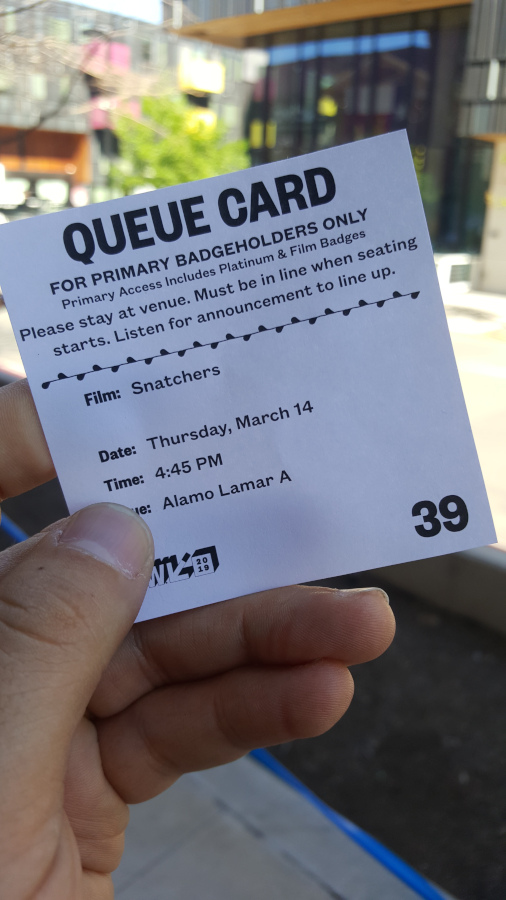 QUEUE CARD
FOR PRIMARY BADGEHOLDERS ONLY
Primary Access Includes Platinum & Film Badges
Please stay at venue. Must be in line when seating
starts. Listen for announcement to line up.
Film: Snatchers
Date: Thursday, March 14
Time: 4:45 PM
ue: Alamo Lamar A
39
2019